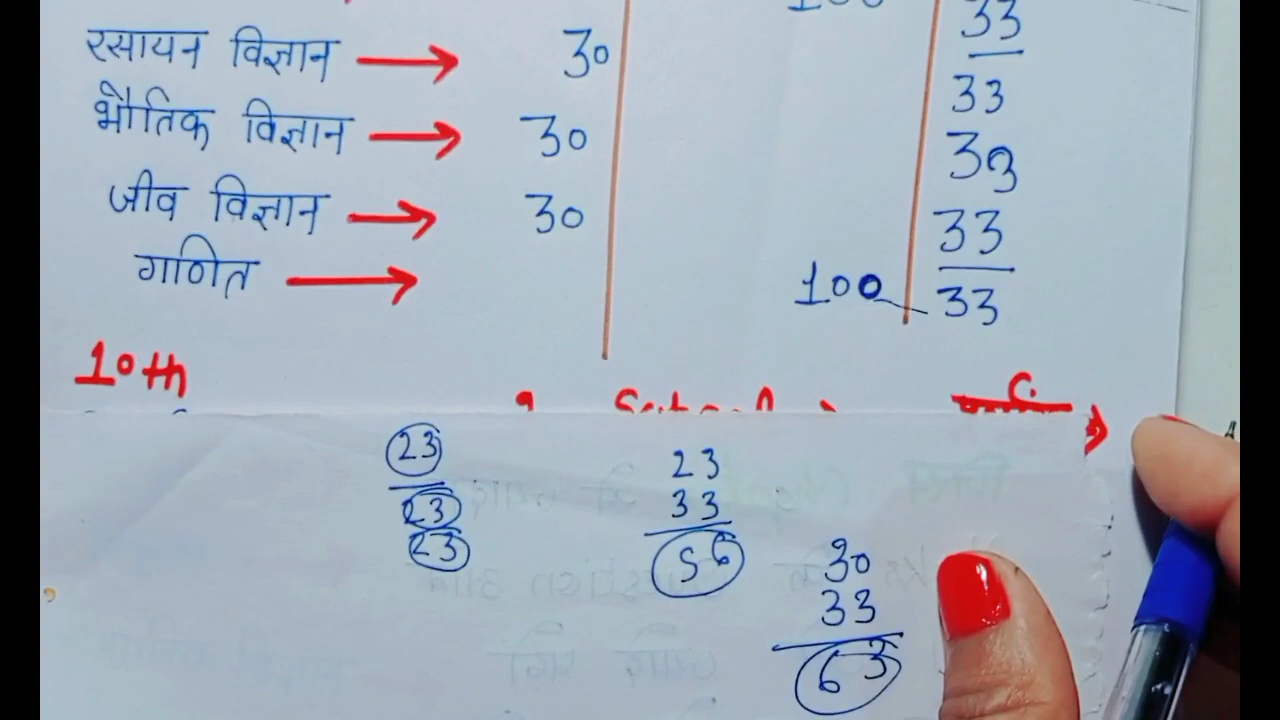 33
रसायन विज्ञान → 30 33
भौतिक विज्ञान → 30 33
जीव विज्ञान → 30 33
गणित → 100 33
10th
23
23
23
23
33
56
30
33
63